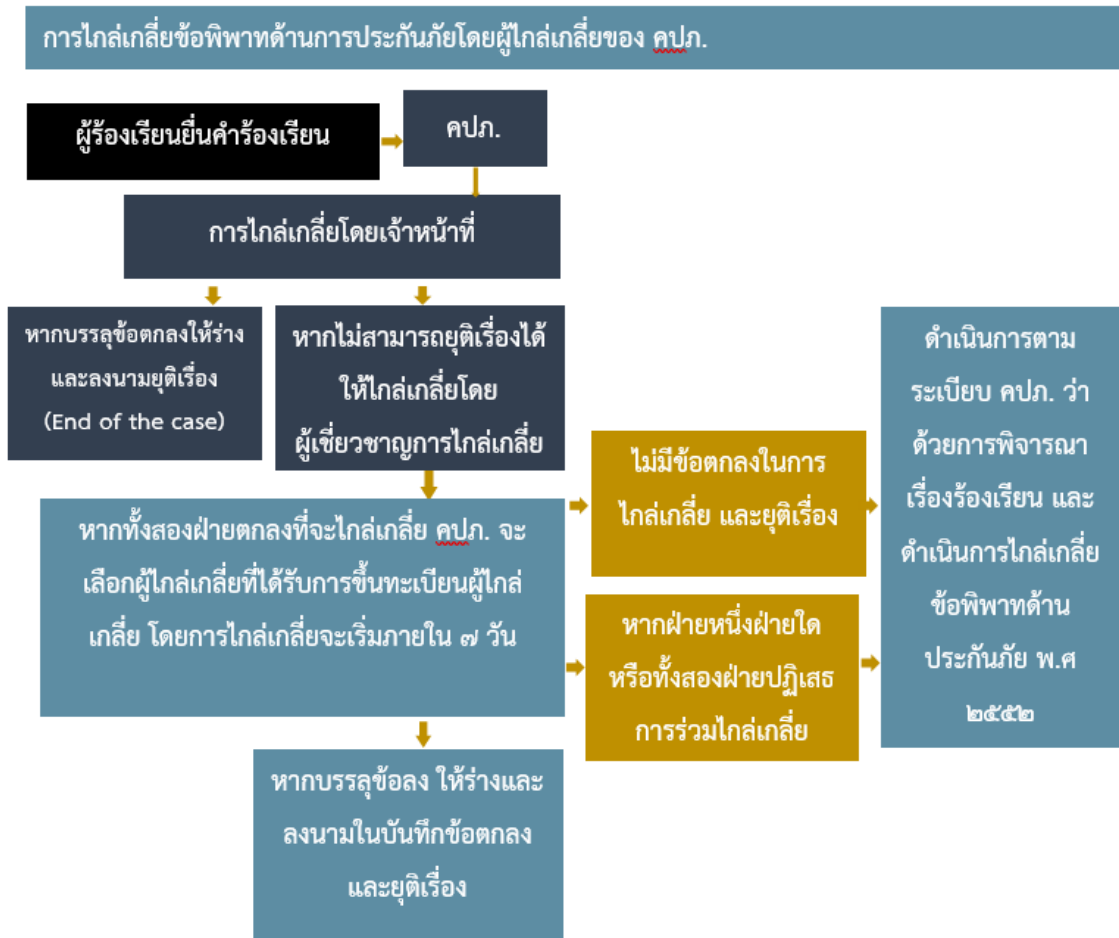 การไกล่เกลี่ยข้อพิพาทด้านการประกันภัยโดยผู้ไกล่เกลี่ยของ คปภ.
ผู้ร้องเรียนยื่นคำร้องเรียน
คปภ.
การไกล่เกลี่ยโดยเจ้าหน้าที่
หากบรรลุข้อตกลงให้ร่าง
และลงนามยุติเรื่อง
(End of the case)
หากไม่สามารถยุติเรื่องได้
ให้ไกล่เกลี่ยโดย
ผู้เชี่ยวชาญการไกล่เกลี่ย
หากทั้งสองฝ่ายตกลงที่จะไกล่เกลี่ย คปภ. จะ
เลือกผู้ไกล่เกลี่ยที่ได้รับการขึ้นทะเบียนผู้ไกล่
เกลี่ย โดยการไกล่เกลี่ยจะเริ่มภายใน ๗ วัน
ไม่มีข้อตกลงในการ
ไกล่เกลี่ย และยุติเรื่อง
หากฝ่ายหนึ่งฝ่ายใด
หรือทั้งสองฝ่ายปฏิเสธ
การร่วมไกล่เกลี่ย
ดำเนินการตาม
ระเบียบ คปภ. ว่า
ด้วยการพิจารณา
เรื่องร้องเรียน และ
ดำเนินการไกล่เกลี่ย
ข้อพิพาทด้าน
ประกันภัย พ.ศ
๒๕๕๒
หากบรรลุข้อลง ให้ร่างและ
ลงนามในบันทึกข้อตกลง
และยุติเรื่อง